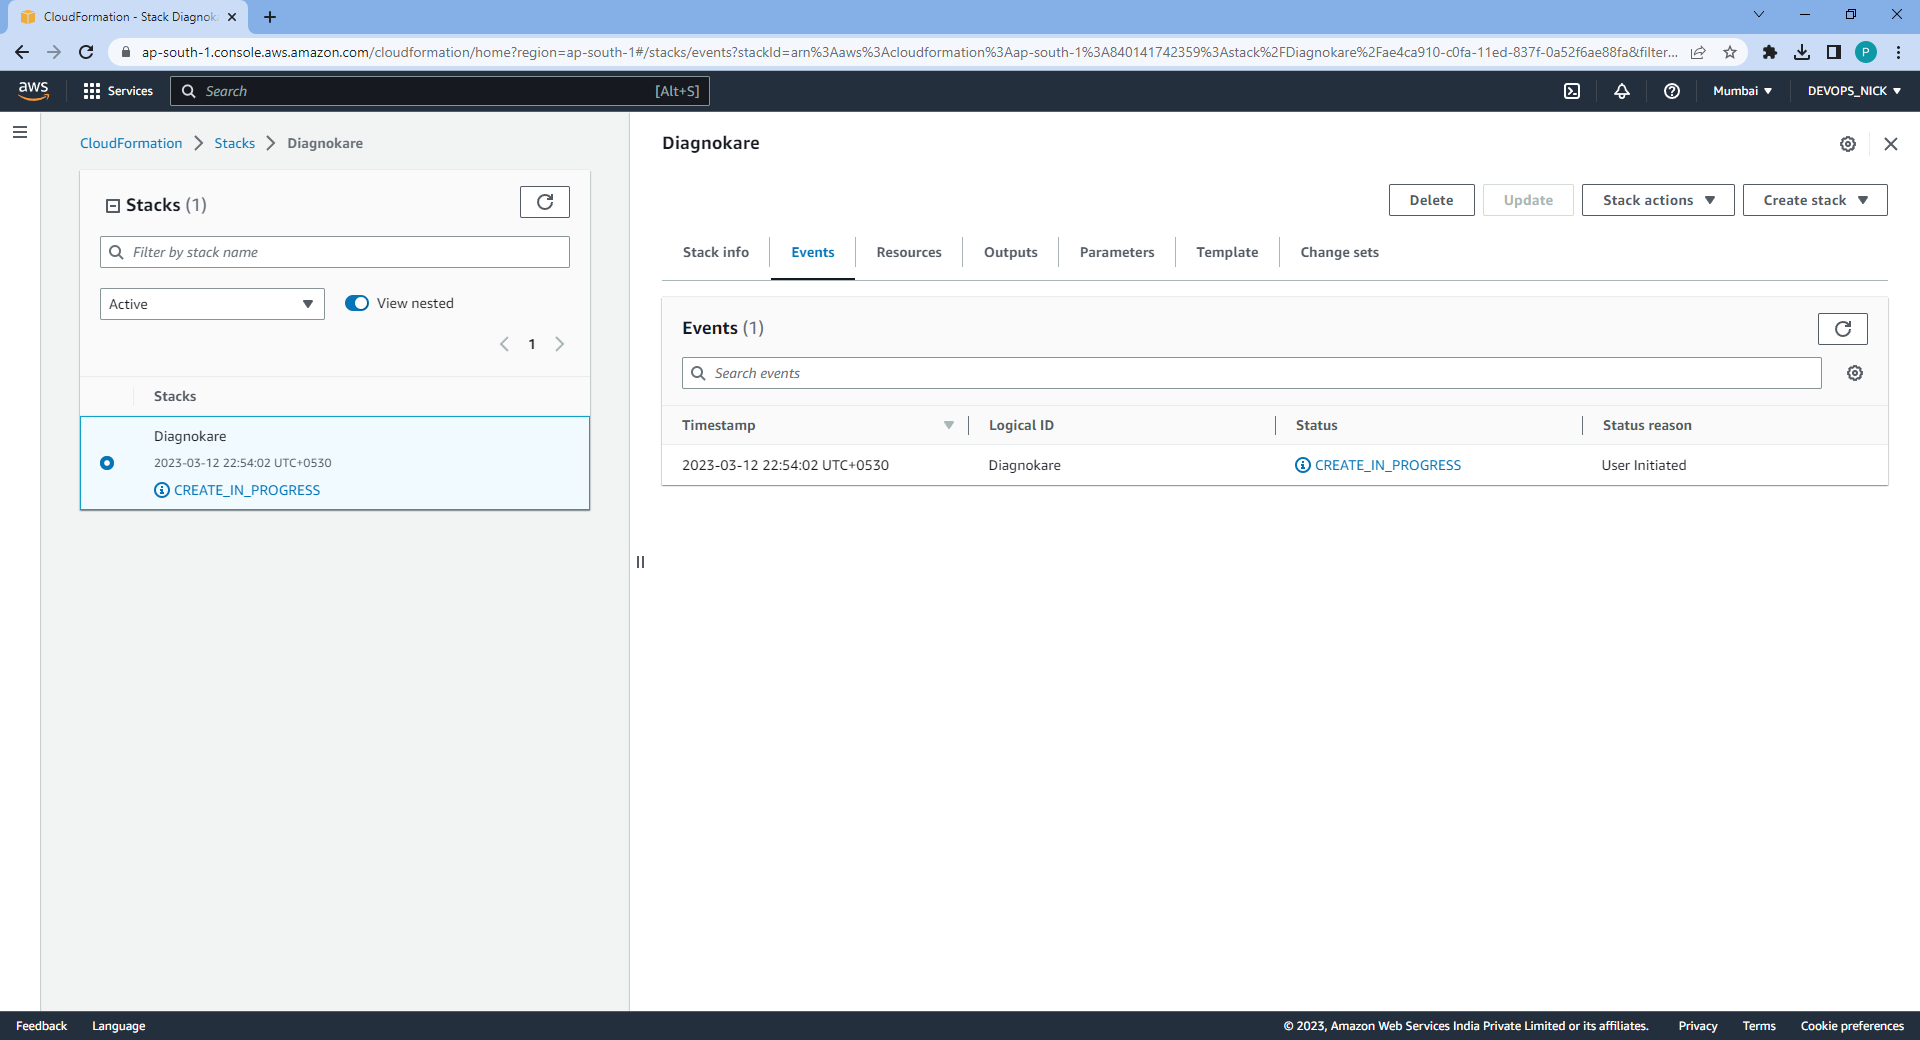 CloudFormation - Stack Diagnoka
ap-south-1.console.aws.amazon.com/cloudformation/home?region=ap-south-1#/stacks/events?stackId=arn%3Aaws%3Acloudformation%3Aap-south-1%3A840141742359%3Astack%2FDiagnokare%2Fae4ca910-c0fa-11ed-837f-0a52f6ae88fa&filter...
P
aws
Services
Search
[Alt+S]
Mumbai
DEVOPS_NICK
CloudFormation
Stacks
Diagnokare
Stacks (1)
Filter by stack name
Active
View nested
1
Stacks
Diagnokare
2023-03-12 22:54:02 UTC+0530
CREATE_IN_PROGRESS
Diagnokare
Delete
Update
Stack actions
Create stack
Stack info
Events
Resources
Outputs
Parameters
Template
Change sets
Events (1)
Search events
Timestamp
Logical ID
Status
Status reason
2023-03-12 22:54:02 UTC+0530
Diagnokare
CREATE_IN_PROGRESS
User Initiated
Feedback
Language
© 2023, Amazon Web Services India Private Limited or its affiliates.
Privacy
Terms
Cookie preferences